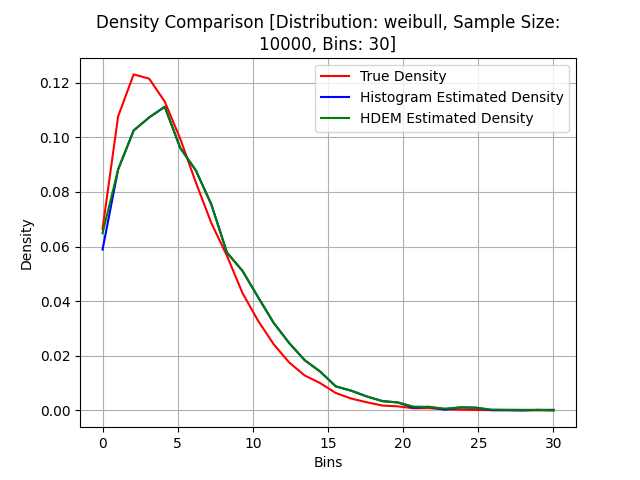 Density Comparison [Distribution: weibull, Sample Size:
10000, Bins: 30]
True Density
Histogram Estimated Density
HDEM Estimated Density
Density
0.12
0.10
0.08
0.06
0.04
0.02
0.00
0 5 10 15 20 25 30
Bins